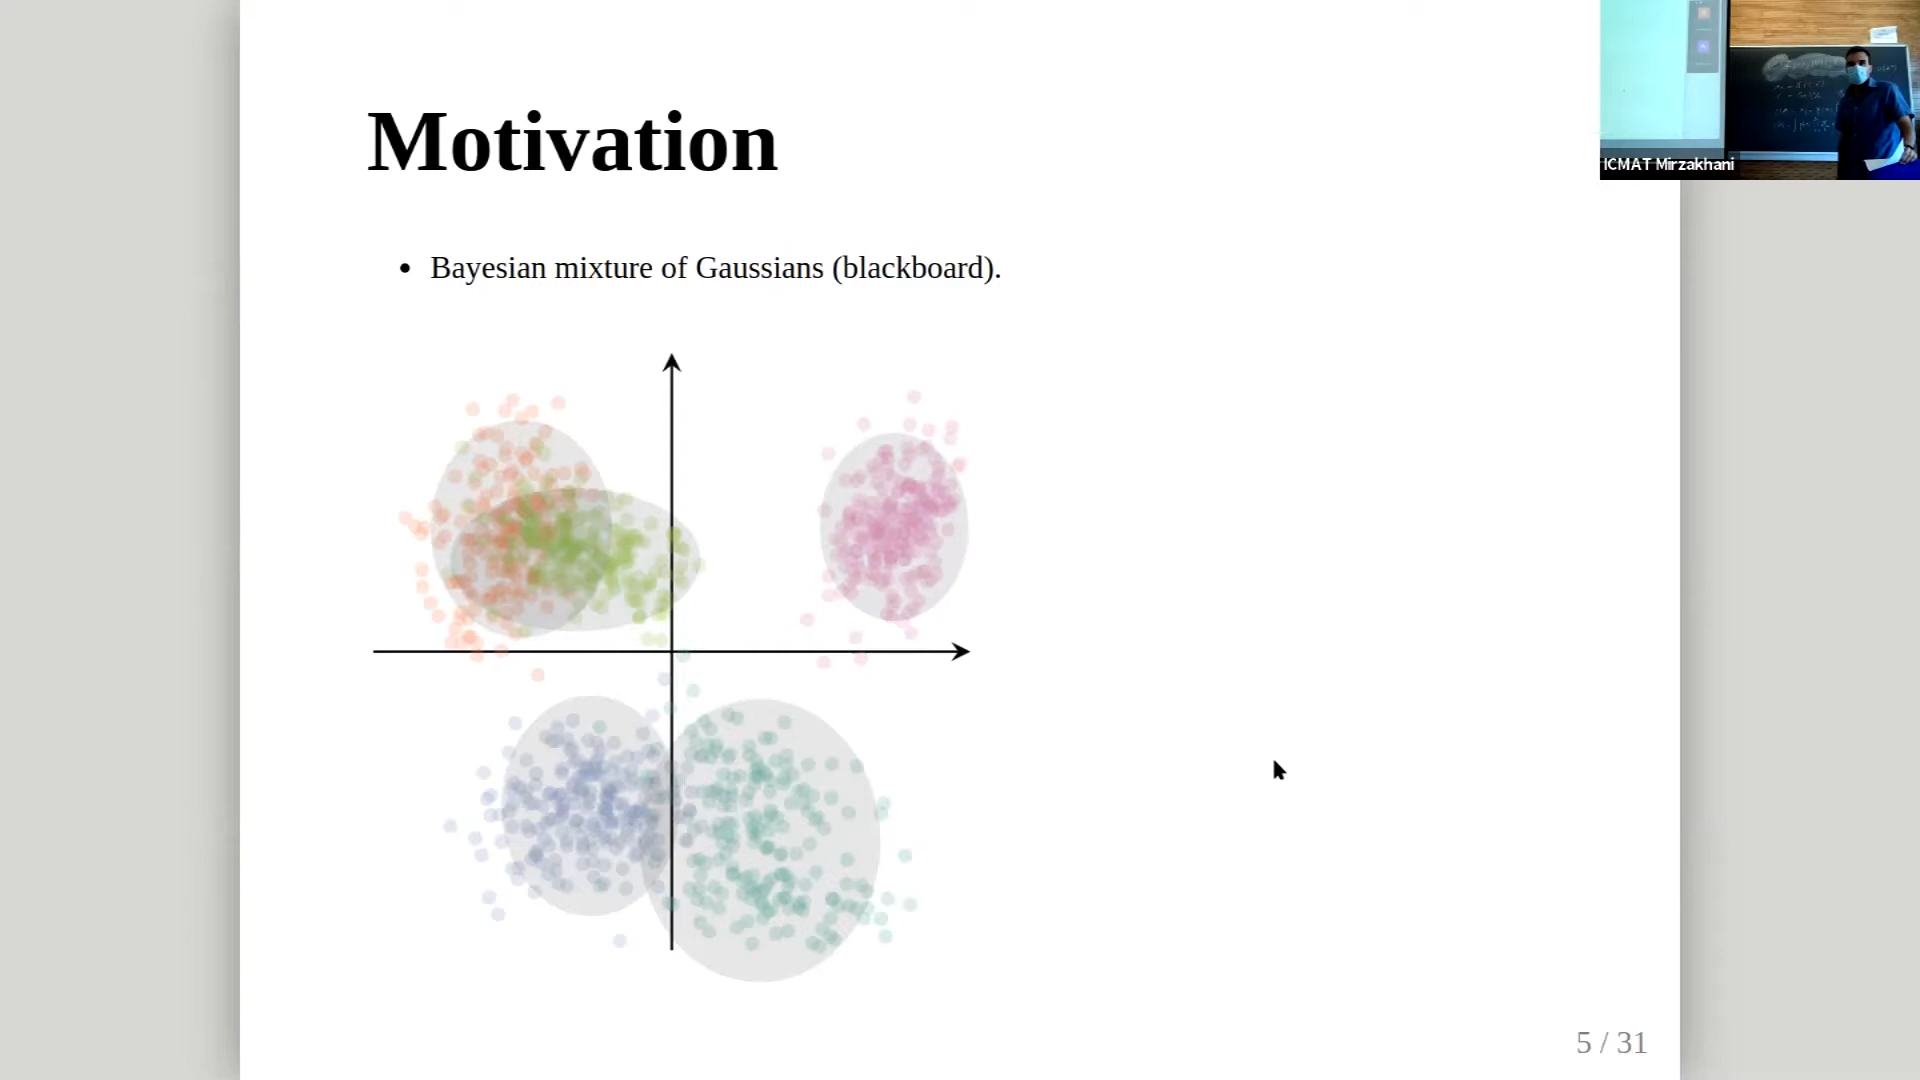 Motivation
ICMAT Mirzakhani
• Bayesian mixture of Gaussians (blackboard).
5 / 31